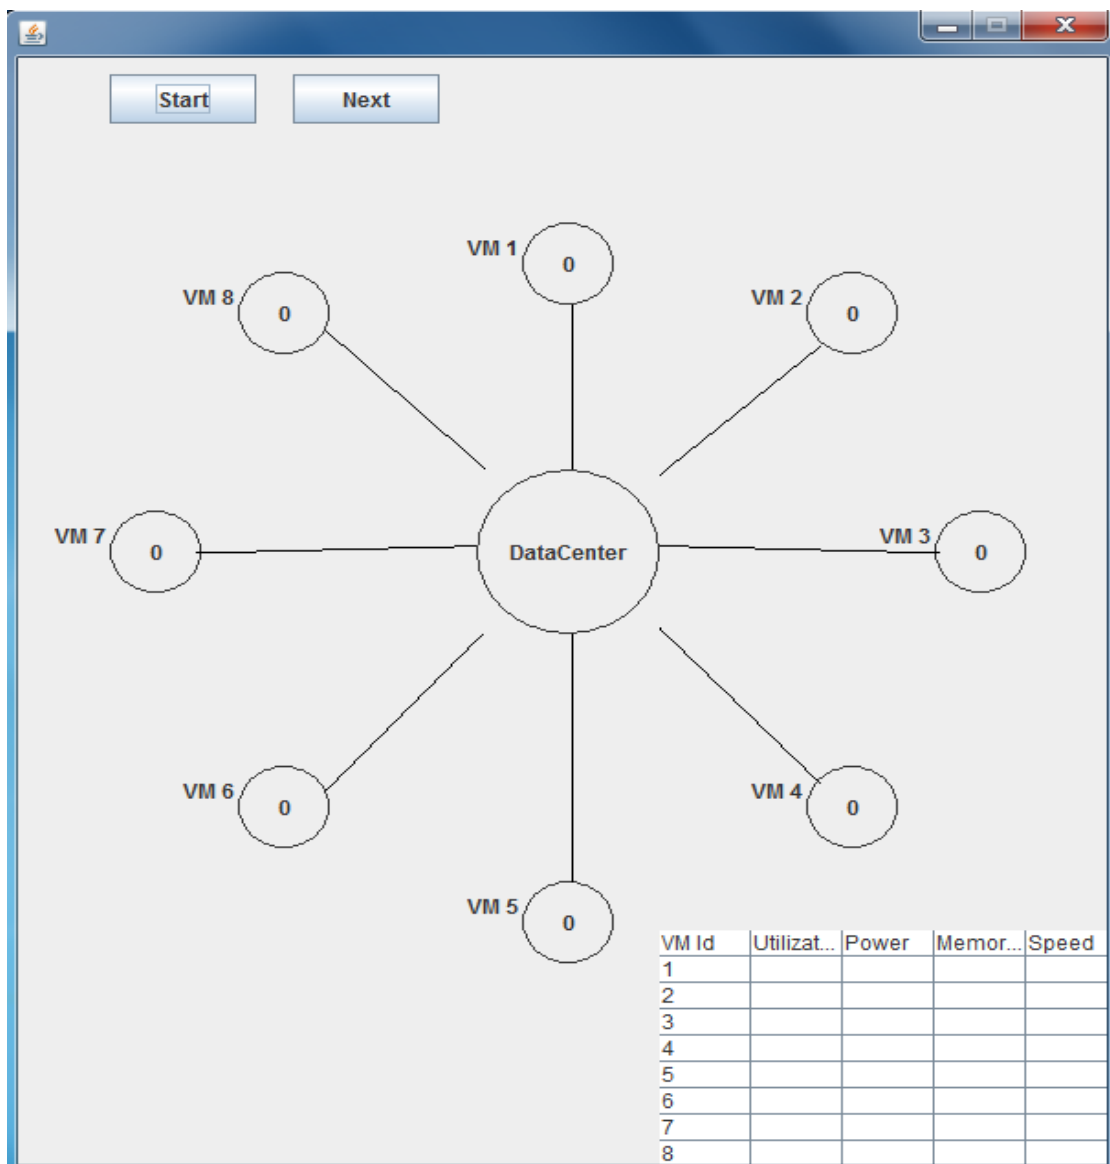 Start Next
VM 1 0
VM 8 0
VM 2 0
VM 7 0
DataCenter
VM 3 0
VM 6 0
VM 4 0
VM 5 0
VM Id Utilizat... Power Memor... Speed
1
2
3
4
5
6
7
8